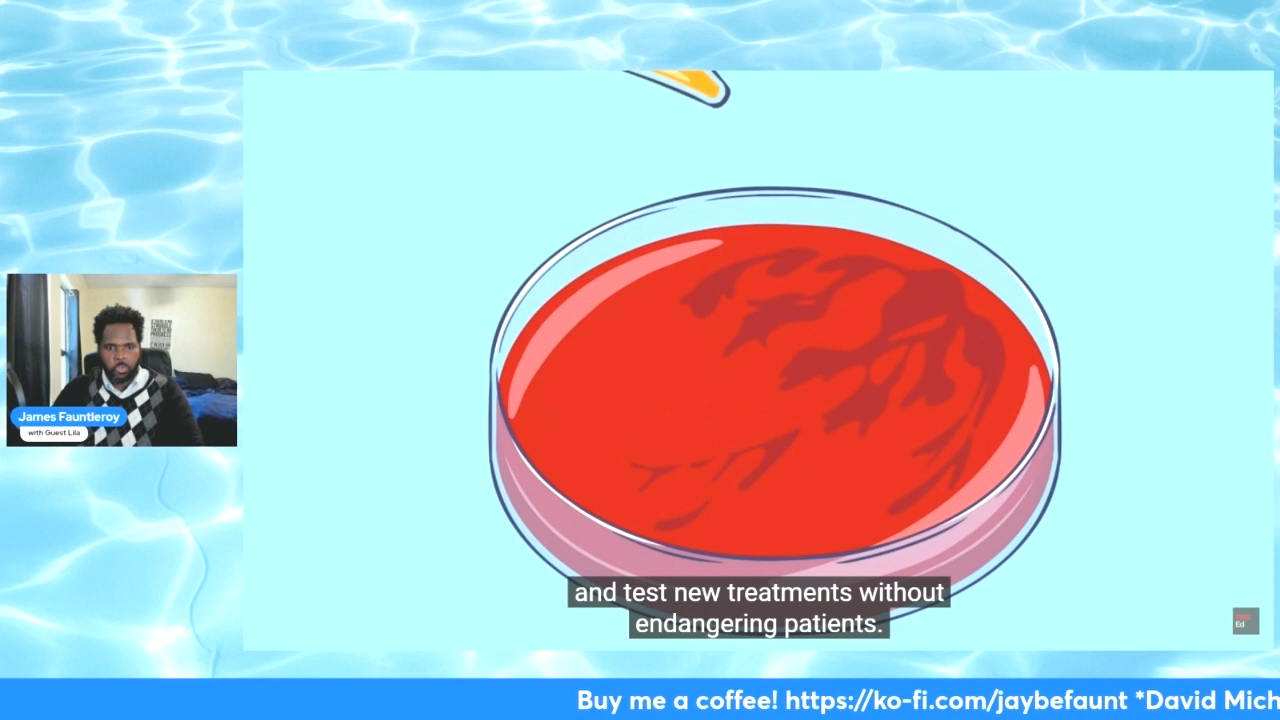 James Fauntleroy
with Guest Lila
and test new treatments without
endangering patients.
Ed
Buy me a coffee! https://ko-fi.com/jaybefaunt *David Mich